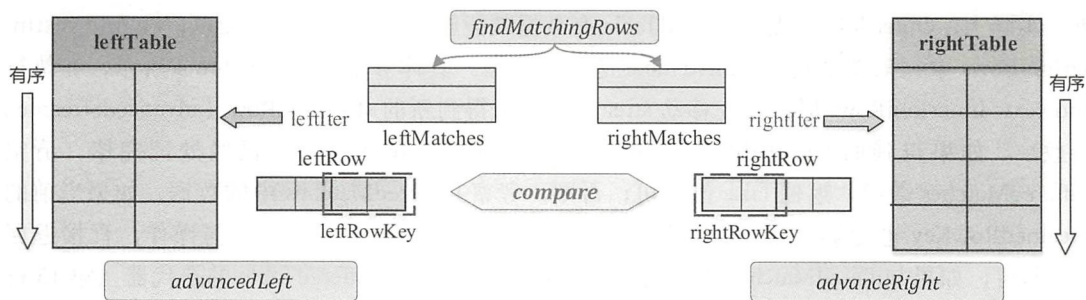 findMatchingRows
leftTable
rightTable
有序
有序
leftIter
leftMatches
rightMatches
rightIter
leftRow
rightRow
compare
leftRowKey
rightRowKey
advancedLeft
advanceRight